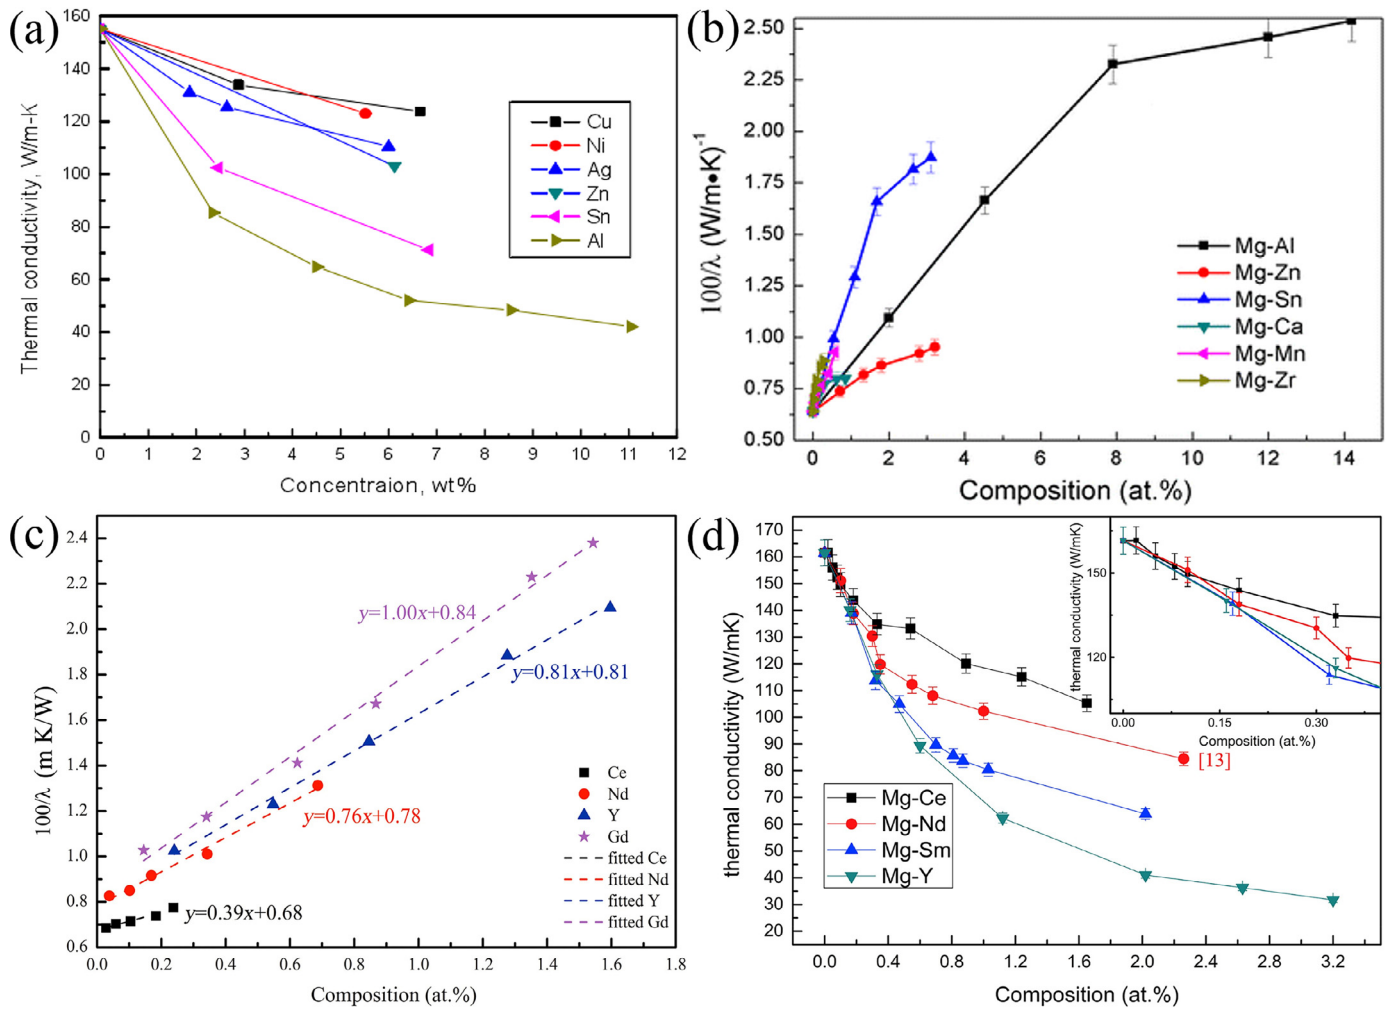 (a)
160
140
120
100
80
60
40
20
0
Thermal conductivity, W/m-K
0 1 2 3 4 5 6 7 8 9 10 11 12
Concentraion, wt%
Cu
Ni
Ag
Zn
Sn
Al
(b)
2.50
2.25
2.00
1.75
1.50
1.25
1.00
0.75
0.50
100/λ (W/m•K)⁻¹
0 2 4 6 8 10 12 14
Composition (at.%)
Mg-Al
Mg-Zn
Mg-Sn
Mg-Ca
Mg-Mn
Mg-Zr
(c)
2.4
2.2
2.0
1.8
1.6
1.4
1.2
1.0
0.8
0.6
100/λ (m K/W)
0.0 0.2 0.4 0.6 0.8 1.0 1.2 1.4 1.6 1.8
Composition (at.%)
y=1.00x+0.84
y=0.81x+0.81
y=0.76x+0.78
y=0.39x+0.68
Ce
Nd
Y
Gd
fitted Ce
fitted Nd
fitted Y
fitted Gd
(d)
170
160
150
140
130
120
110
100
90
80
70
60
50
40
30
20
thermal conductivity (W/mK)
0.0 0.4 0.8 1.2 1.6 2.0 2.4 2.8 3.2
Composition (at.%)
[13]
Mg-Ce
Mg-Nd
Mg-Sm
Mg-Y
150
120
thermal conductivity (W/mK)
0.00 0.15 0.30
Composition (at.%)